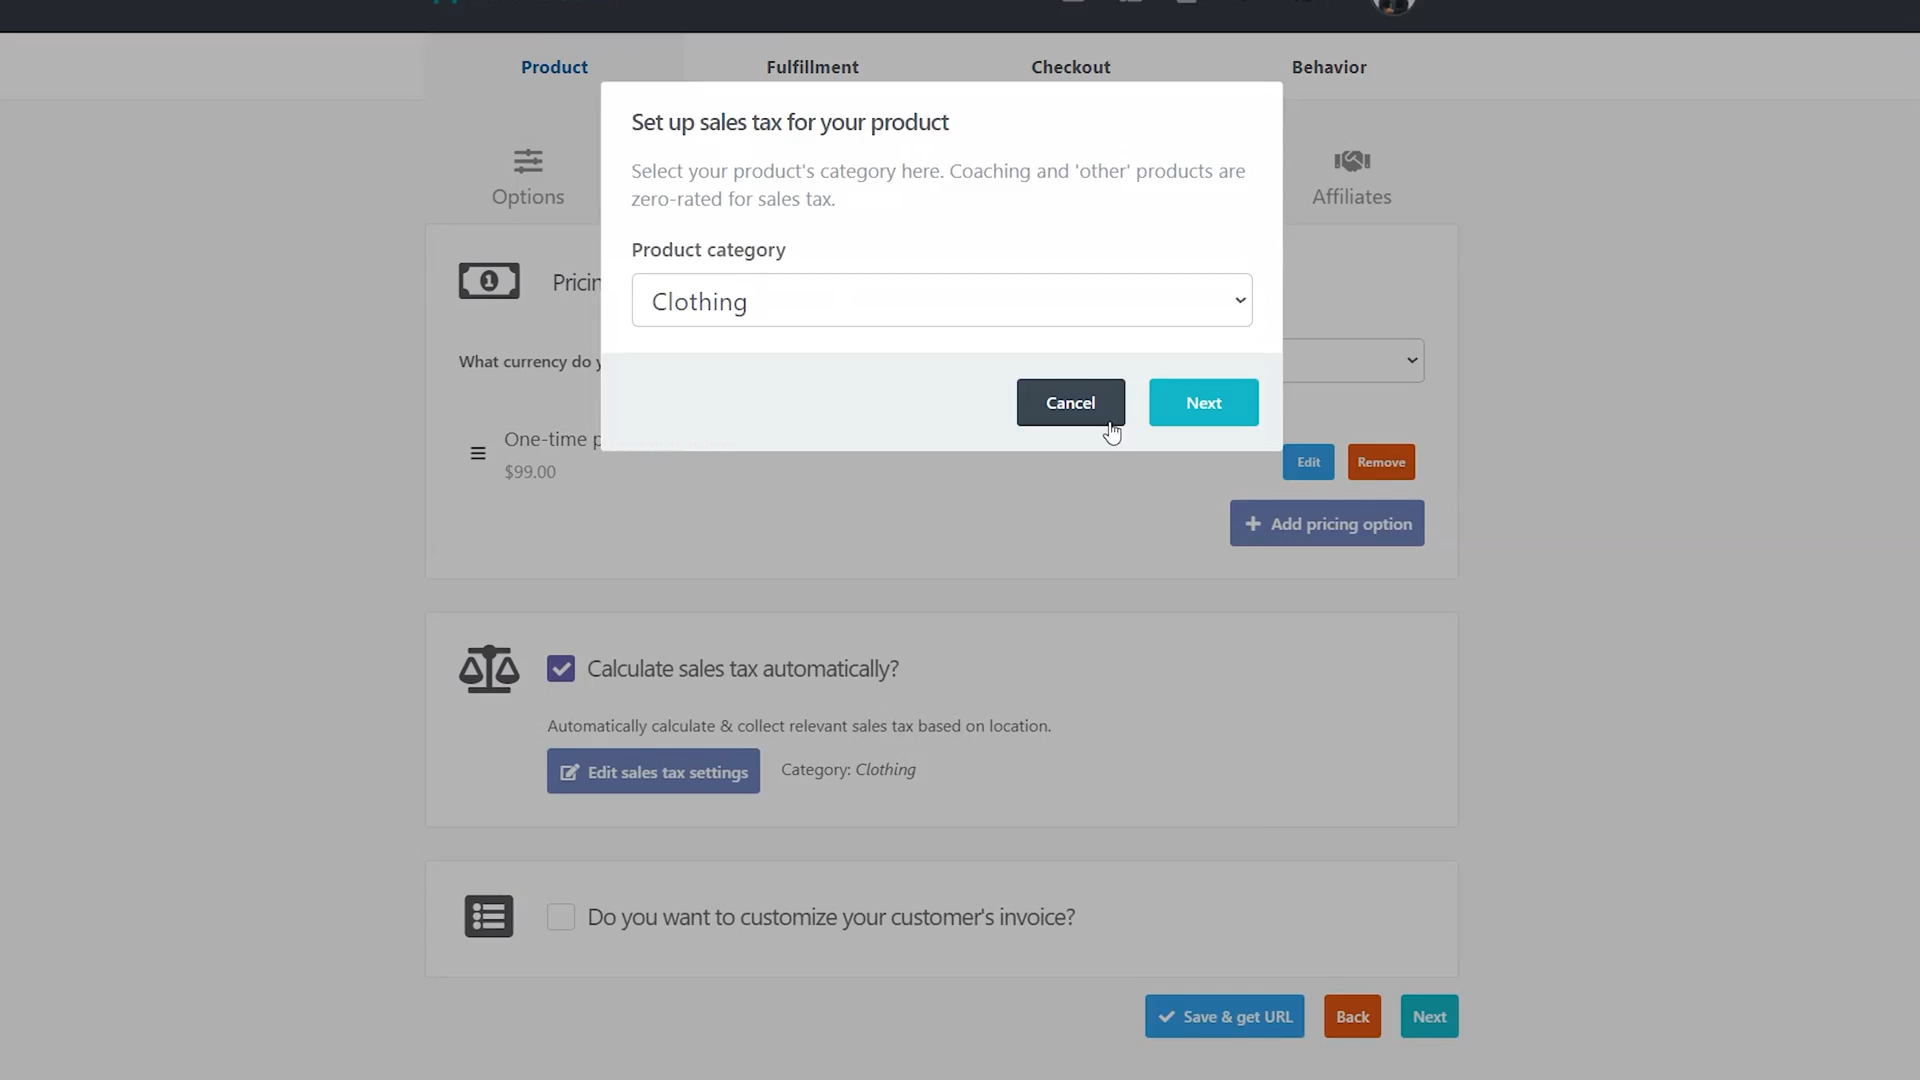 Product
Fulfillment
Checkout
Behavior
Set up sales tax for your product
Select your product's category here. Coaching and 'other' products are
zero-rated for sales tax.
Product category
Clothing
Cancel
Next
Options
Affiliates
Pricin
What currency do y
One-time p
$99.00
Edit
Remove
Add pricing option
Calculate sales tax automatically?
Automatically calculate & collect relevant sales tax based on location.
Edit sales tax settings
Category: Clothing
Do you want to customize your customer's invoice?
Save & get URL
Back
Next